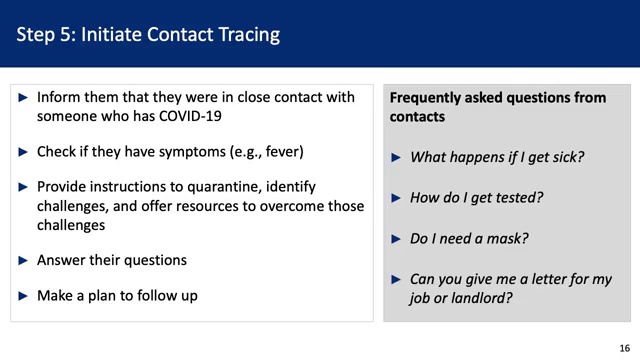 Step 5: Initiate Contact Tracing
► Inform them that they were in close contact with
someone who has COVID-19
► Check if they have symptoms (e.g., fever)
► Provide instructions to quarantine, identify
challenges, and offer resources to overcome those
challenges
► Answer their questions
► Make a plan to follow up
Frequently asked questions from
contacts
► What happens if I get sick?
► How do I get tested?
► Do I need a mask?
► Can you give me a letter for my
job or landlord?
16